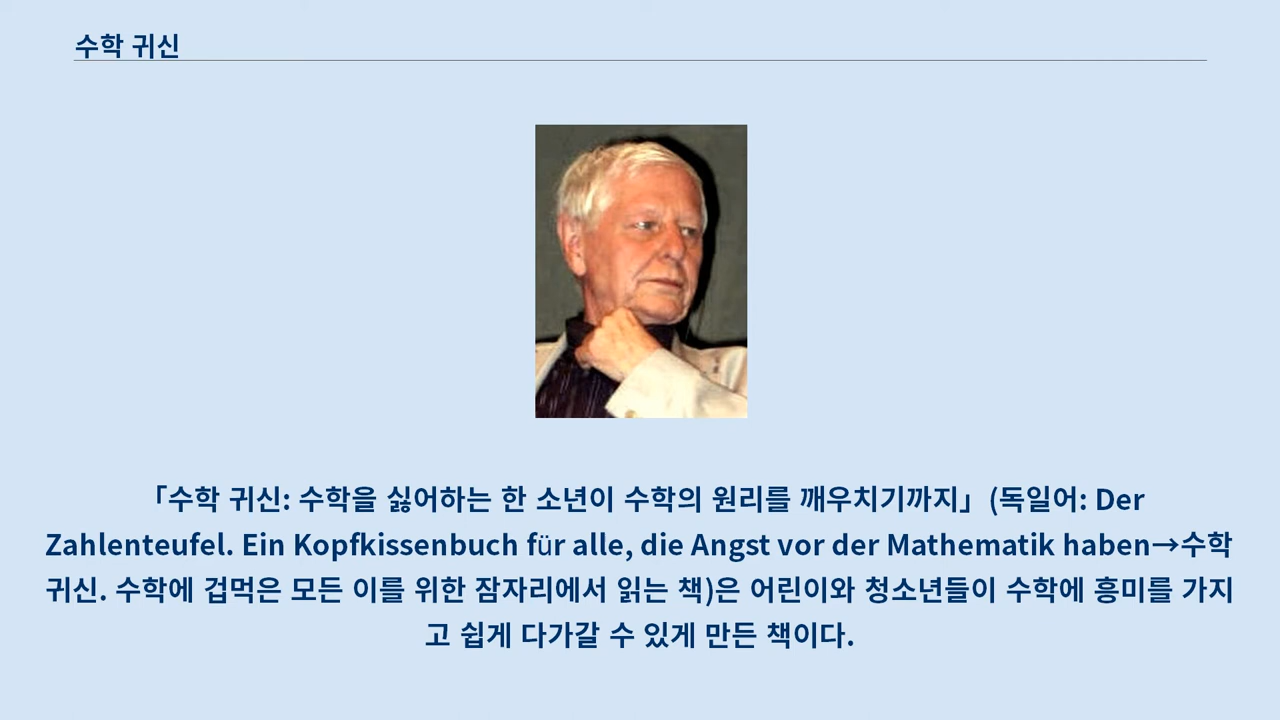 수학 귀신
「수학 귀신: 수학을 싫어하는 한 소년이 수학의 원리를 깨우치기까지」(독일어: Der
Zahlenteufel. Ein Kopfkissenbuch für alle, die Angst vor der Mathematik haben→수학
귀신. 수학에 겁먹은 모든 이를 위한 잠자리에서 읽는 책)은 어린이와 청소년들이 수학에 흥미를 가지
고 쉽게 다가갈 수 있게 만든 책이다.